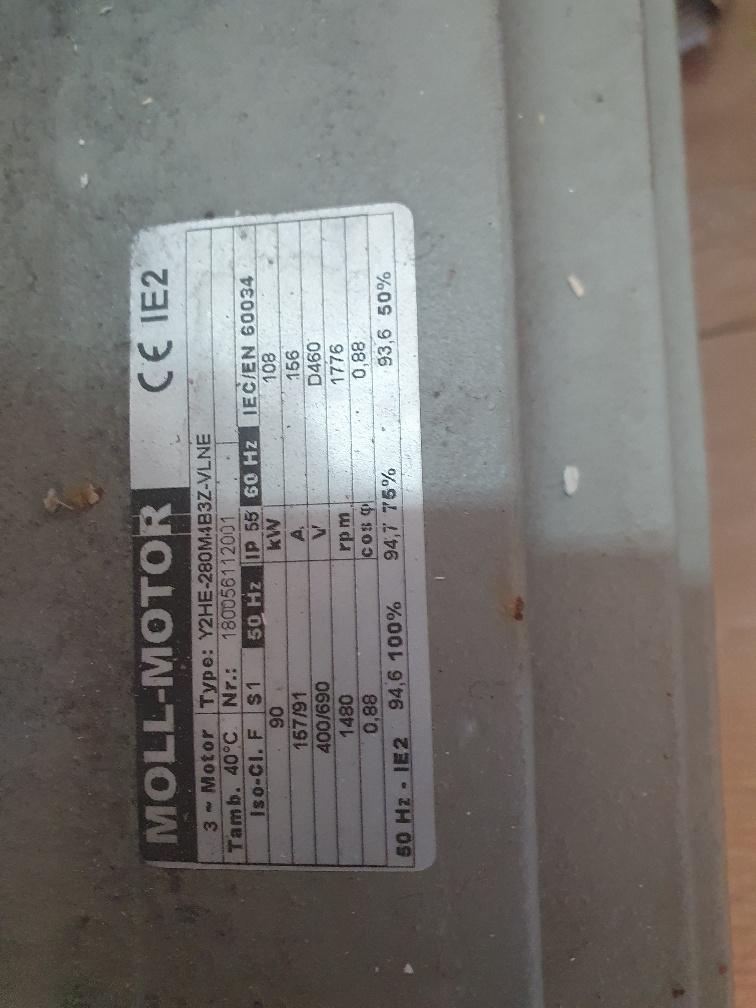 MOLL-MOTOR CE IE2
3 ~ Motor Type: Y2HE-280M4B3Z-VLNE
Tamb. 40°C Nr.: 180056112001
Iso-Cl. F S1 50 Hz IP 55 60 Hz IEC/EN 60034
90 kW 108
157/91 A 156
400/690 V D460
1480 rpm 1776
0,88 cos φ 0,88
50 Hz - IE2 94,6 100% 94,7 75% 93,6 50%